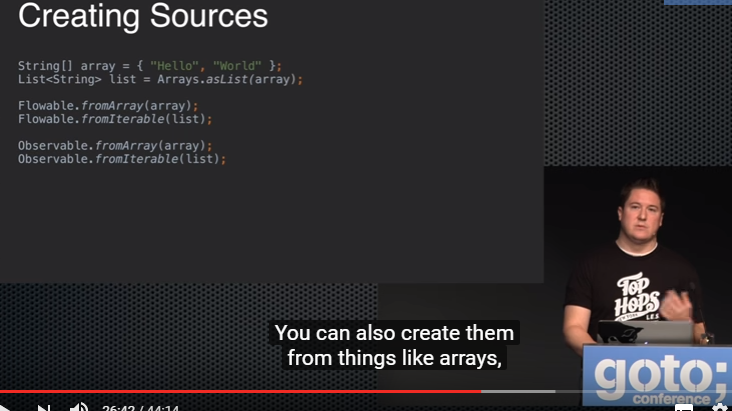 Creating Sources
String[] array = { "Hello", "World" };
List<String> list = Arrays.asList(array);
Flowable.fromArray(array);
Flowable.fromIterable(list);
Observable.fromArray(array);
Observable.fromIterable(list);
TOP
HOPS
You can also create them
from things like arrays,
goto;
conference
26:42 / 44:14